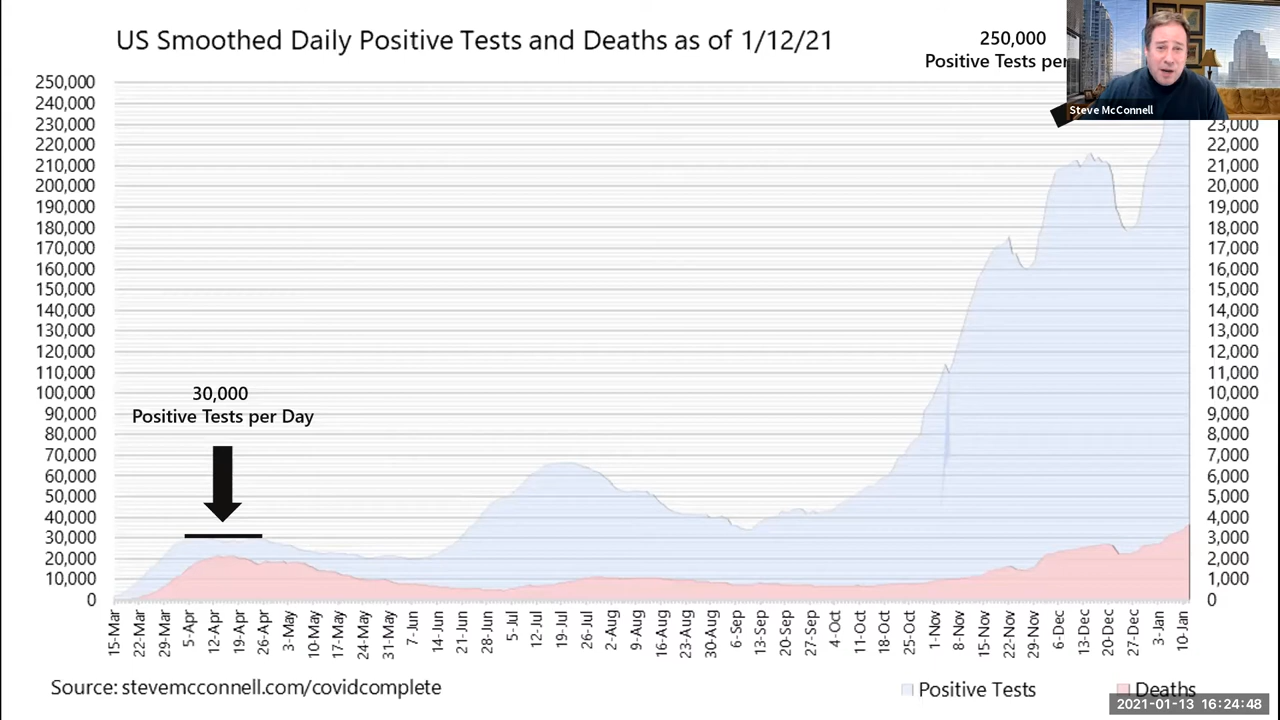 US Smoothed Daily Positive Tests and Deaths as of 1/12/21
250,000
Positive Tests per
Steve McConnell
250,000
240,000
230,000
220,000
210,000
200,000
190,000
180,000
170,000
160,000
150,000
140,000
130,000
120,000
110,000
100,000
90,000
80,000
70,000
60,000
50,000
40,000
30,000
20,000
10,000
0
30,000
Positive Tests per Day
23,000
22,000
21,000
20,000
19,000
18,000
17,000
16,000
15,000
14,000
13,000
12,000
11,000
10,000
9,000
8,000
7,000
6,000
5,000
4,000
3,000
2,000
1,000
0
15-Mar
22-Mar
29-Mar
5-Apr
12-Apr
19-Apr
26-Apr
3-May
10-May
17-May
24-May
31-May
7-Jun
14-Jun
21-Jun
28-Jun
5-Jul
12-Jul
19-Jul
26-Jul
2-Aug
9-Aug
16-Aug
23-Aug
30-Aug
6-Sep
13-Sep
20-Sep
27-Sep
4-Oct
11-Oct
18-Oct
25-Oct
1-Nov
8-Nov
15-Nov
22-Nov
29-Nov
6-Dec
13-Dec
20-Dec
27-Dec
3-Jan
10-Jan
Source: stevemcconnell.com/covidcomplete
Positive Tests
Deaths
2021-01-13 16:24:48